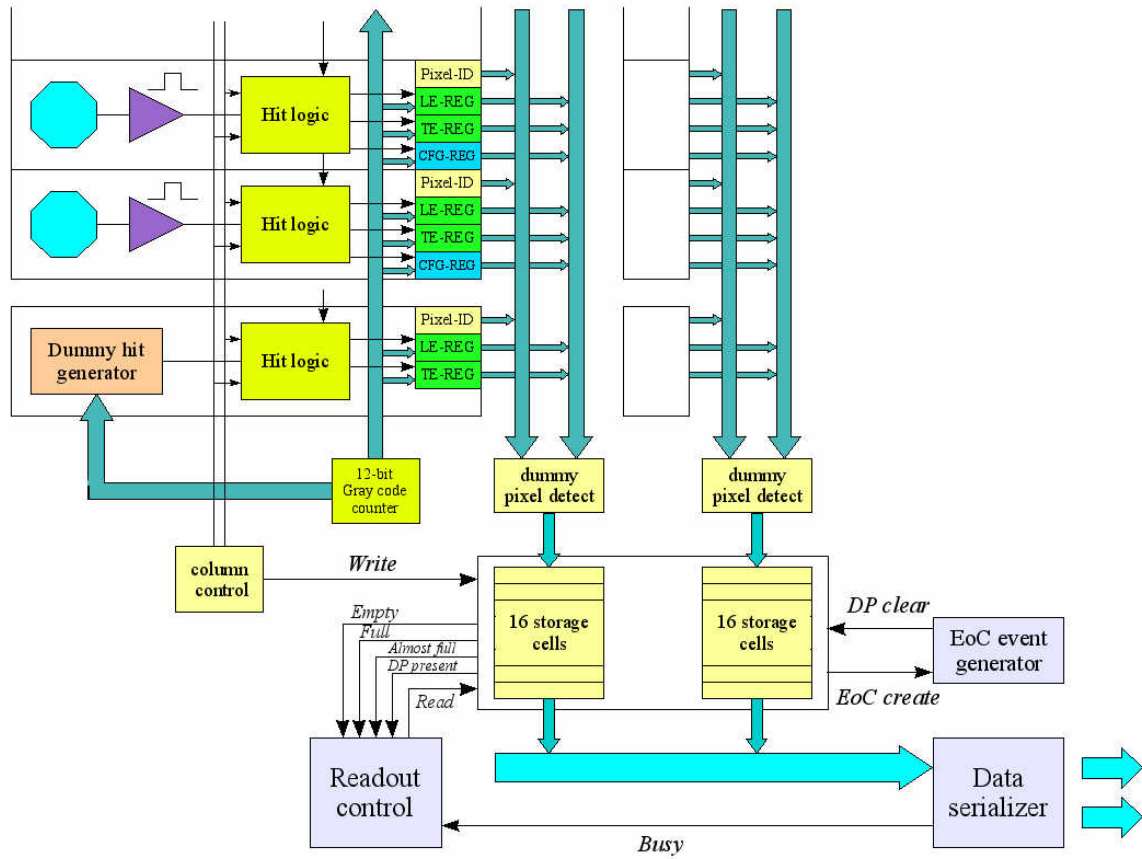 Pixel-ID
LE-REG
Hit logic
TE-REG
CFG-REG
Pixel-ID
LE-REG
Hit logic
TE-REG
CFG-REG
Pixel-ID
Dummy hit
generator
Hit logic
LE-REG
TE-REG
12-bit
Gray code
counter
dummy
pixel detect
dummy
pixel detect
column
control
Write
Empty
Full
Almost full
DP present
Read
16 storage
cells
16 storage
cells
DP clear
EoC event
generator
EoC create
Readout
control
Data
serializer
Busy